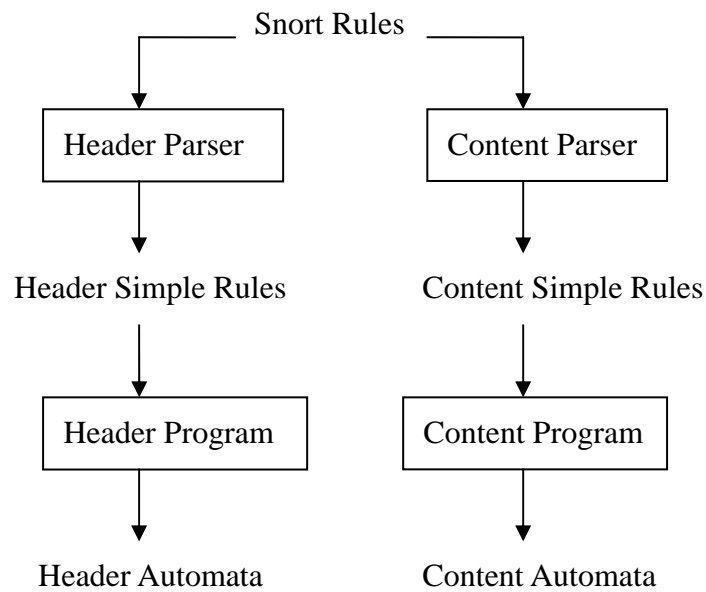 Snort Rules
Header Parser
Content Parser
Header Simple Rules
Content Simple Rules
Header Program
Content Program
Header Automata
Content Automata